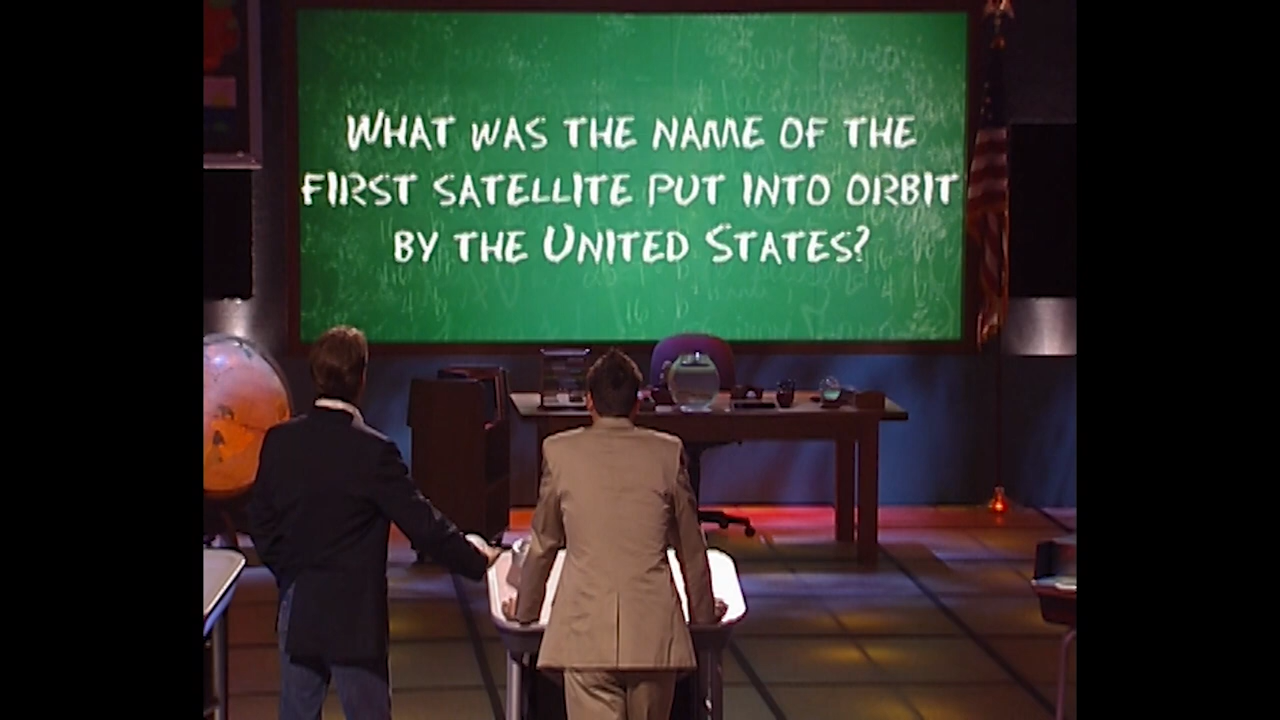 WHAT WAS THE NAME OF THE
FIRST SATELLITE PUT INTO ORBIT
BY THE UNITED STATES?